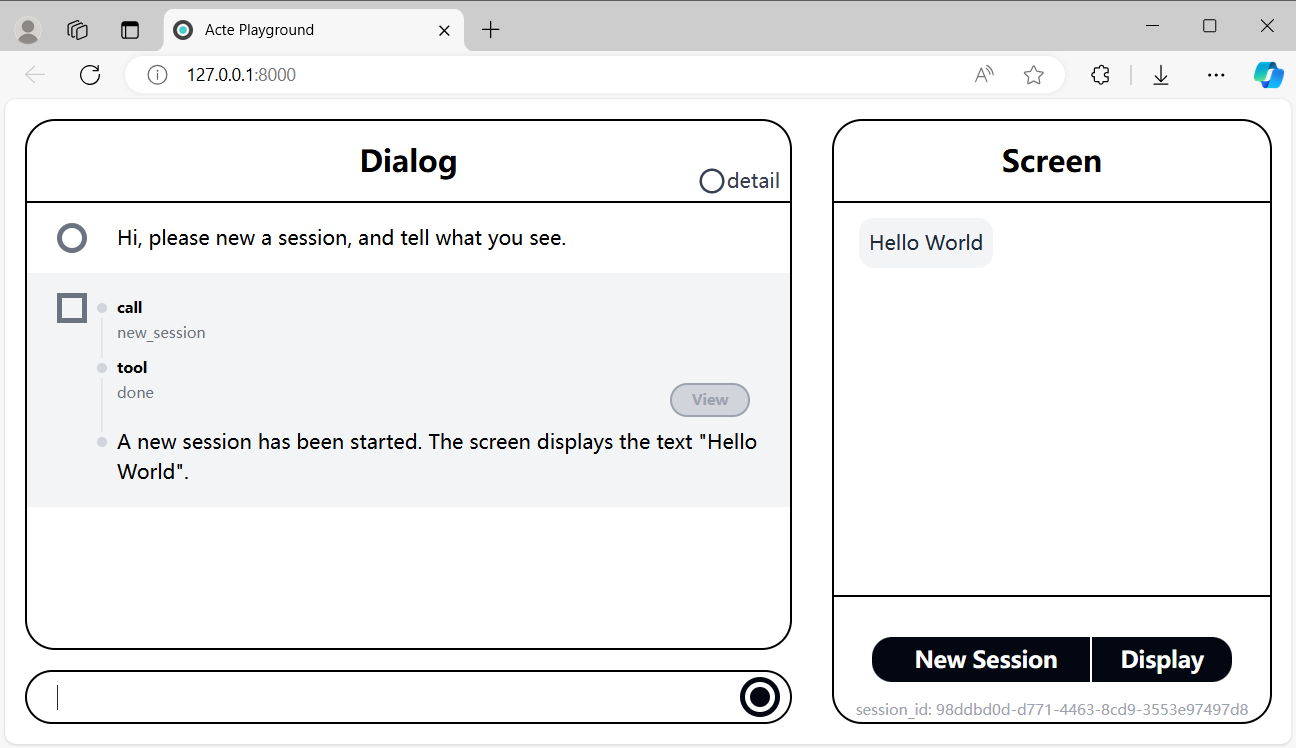 Acte Playground
127.0.0.1:8000
Dialog
detail
Hi, please new a session, and tell what you see.
call
new_session
tool
done
View
A new session has been started. The screen displays the text "Hello
World".
Screen
Hello World
New Session
Display
session_id: 98ddbd0d-d771-4463-8cd9-3553e97497d8